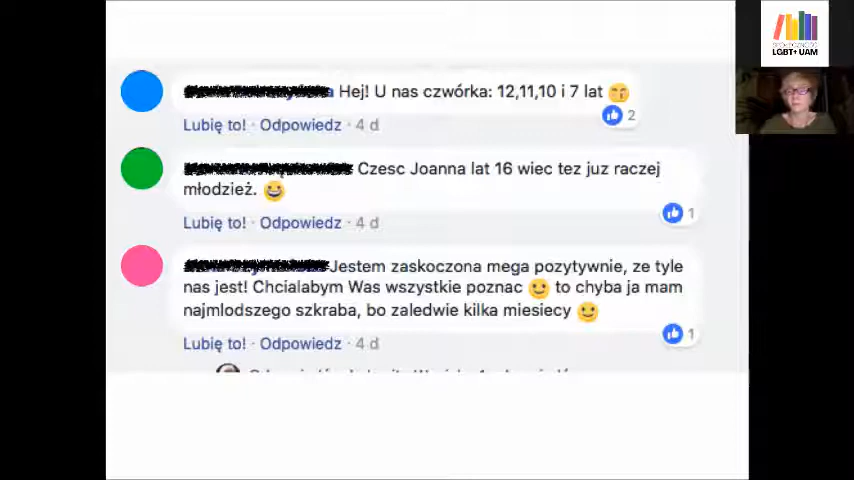 Hej! U nas czwórka: 12,11,10 i 7 lat
2
Lubię to! · Odpowiedz · 4 d
Czesc Joanna lat 16 wiec tez juz raczej
młodzież.
1
Lubię to! · Odpowiedz · 4 d
Jestem zaskoczona mega pozytywnie, ze tyle
nas jest! Chcialabym Was wszystkie poznac to chyba ja mam
najmlodszego szkraba, bo zaledwie kilka miesiecy
1
Lubię to! · Odpowiedz · 4 d
SPOŁECZNOŚĆ
LGBT+ UAM